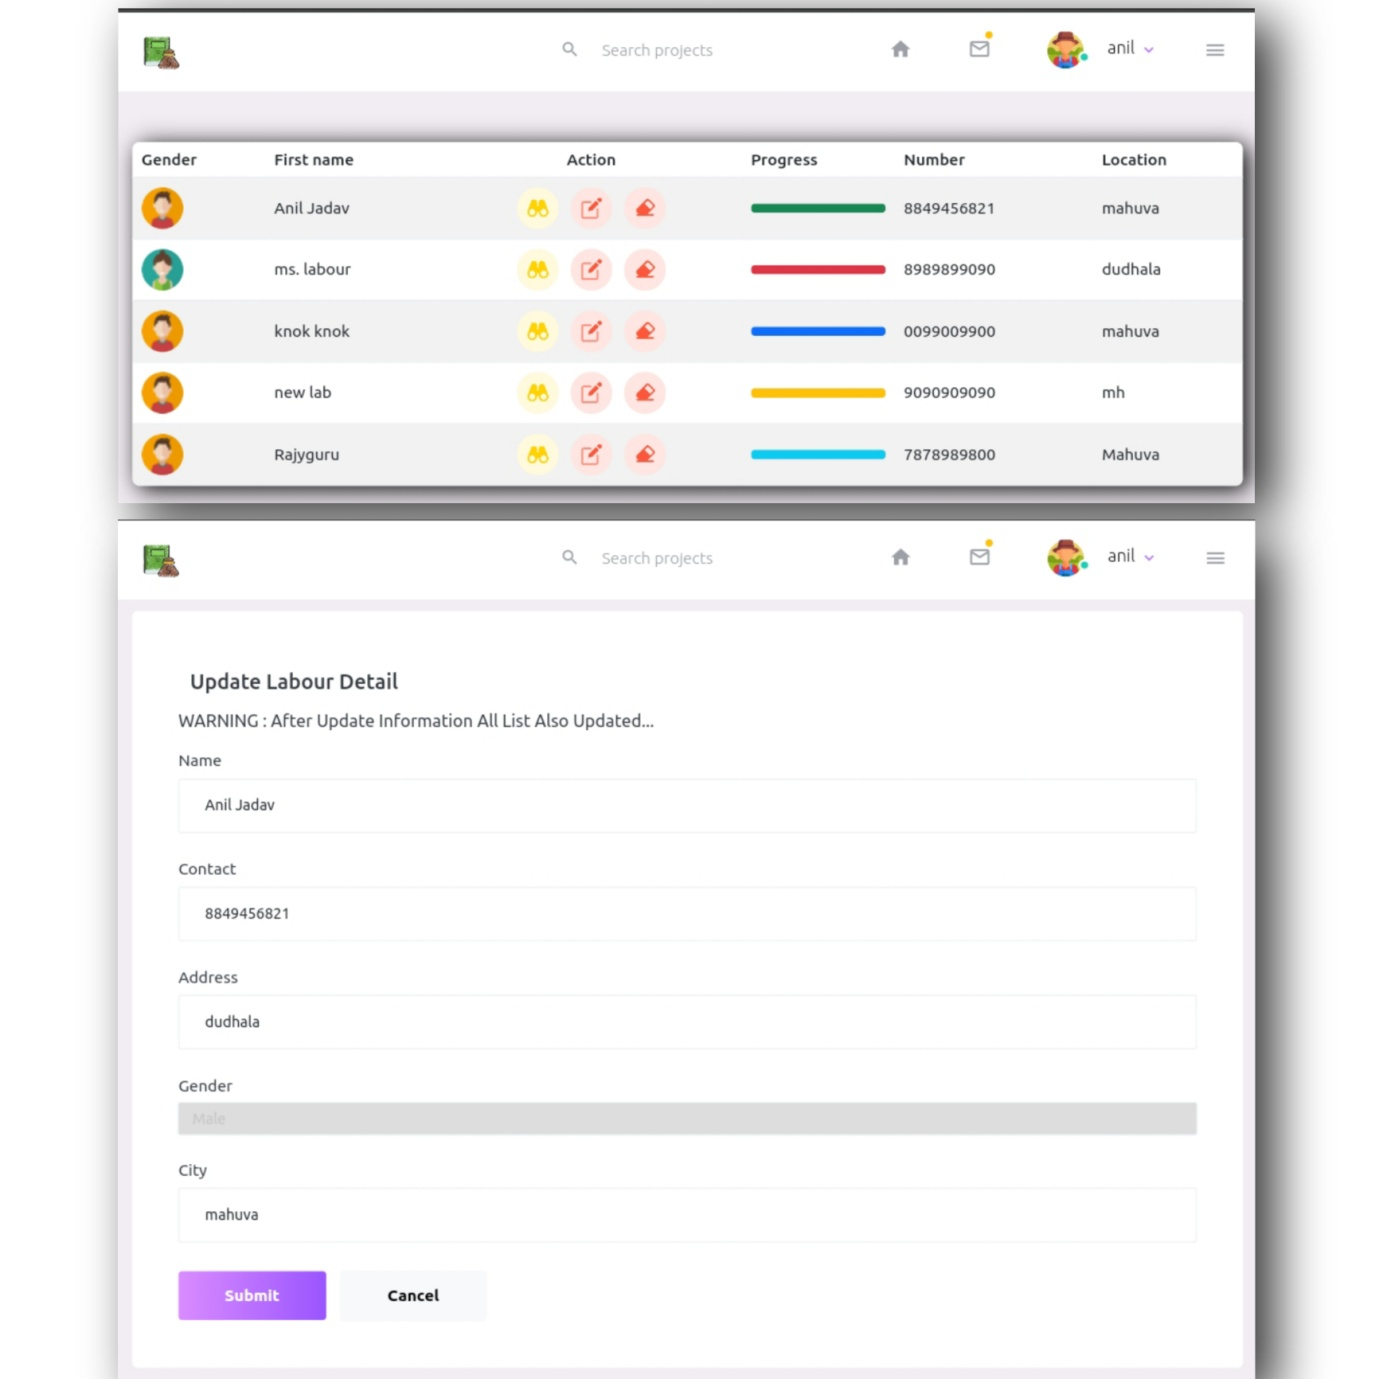 Search projects
anil
Gender First name Action Progress Number Location
Anil Jadav 8849456821 mahuva
ms. labour 8989899090 dudhala
knok knok 0099009900 mahuva
new lab 9090909090 mh
Rajyguru 7878989800 Mahuva
Search projects
anil
Update Labour Detail
WARNING : After Update Information All List Also Updated...
Name
Anil Jadav
Contact
8849456821
Address
dudhala
Gender
Male
City
mahuva
Submit Cancel